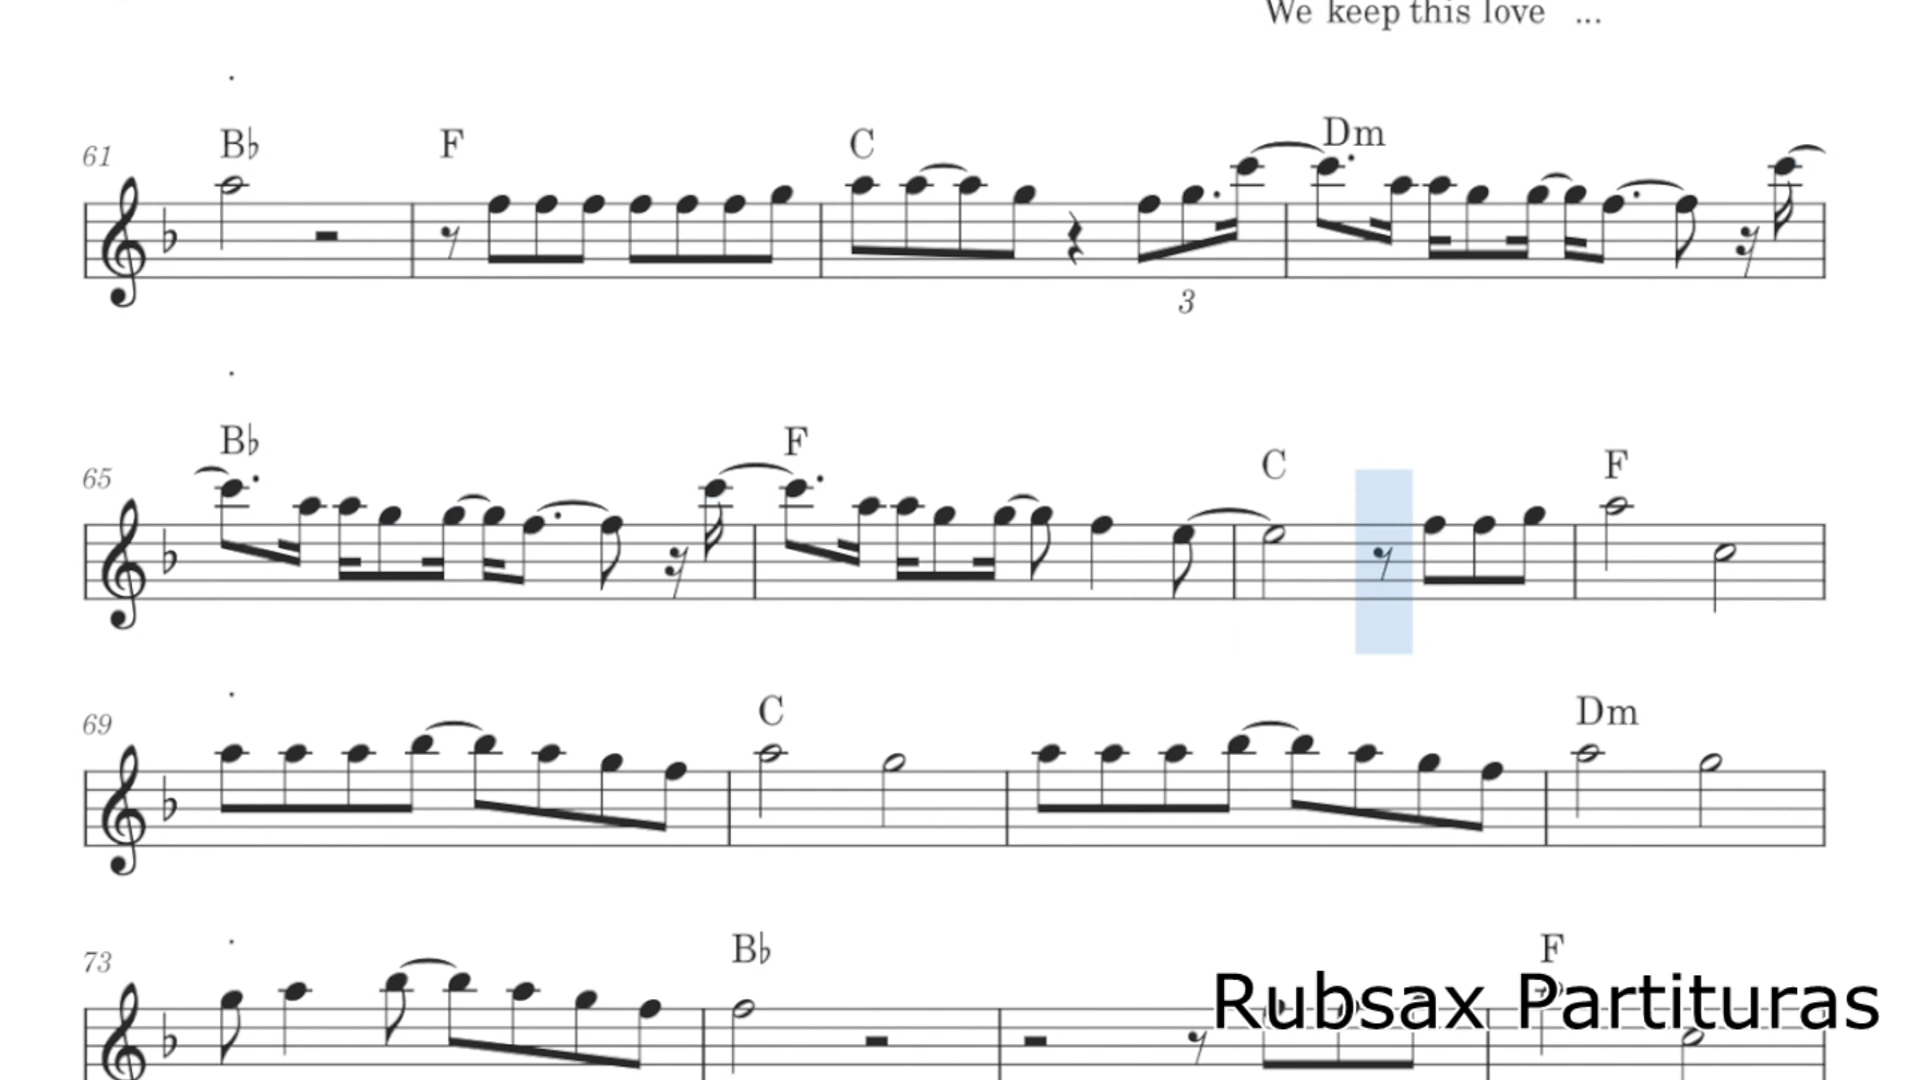 We keep this love ...
61 B♭ F C Dm
3
65 B♭ F C F
69 C Dm
73 B♭ F
Rubsax Partituras